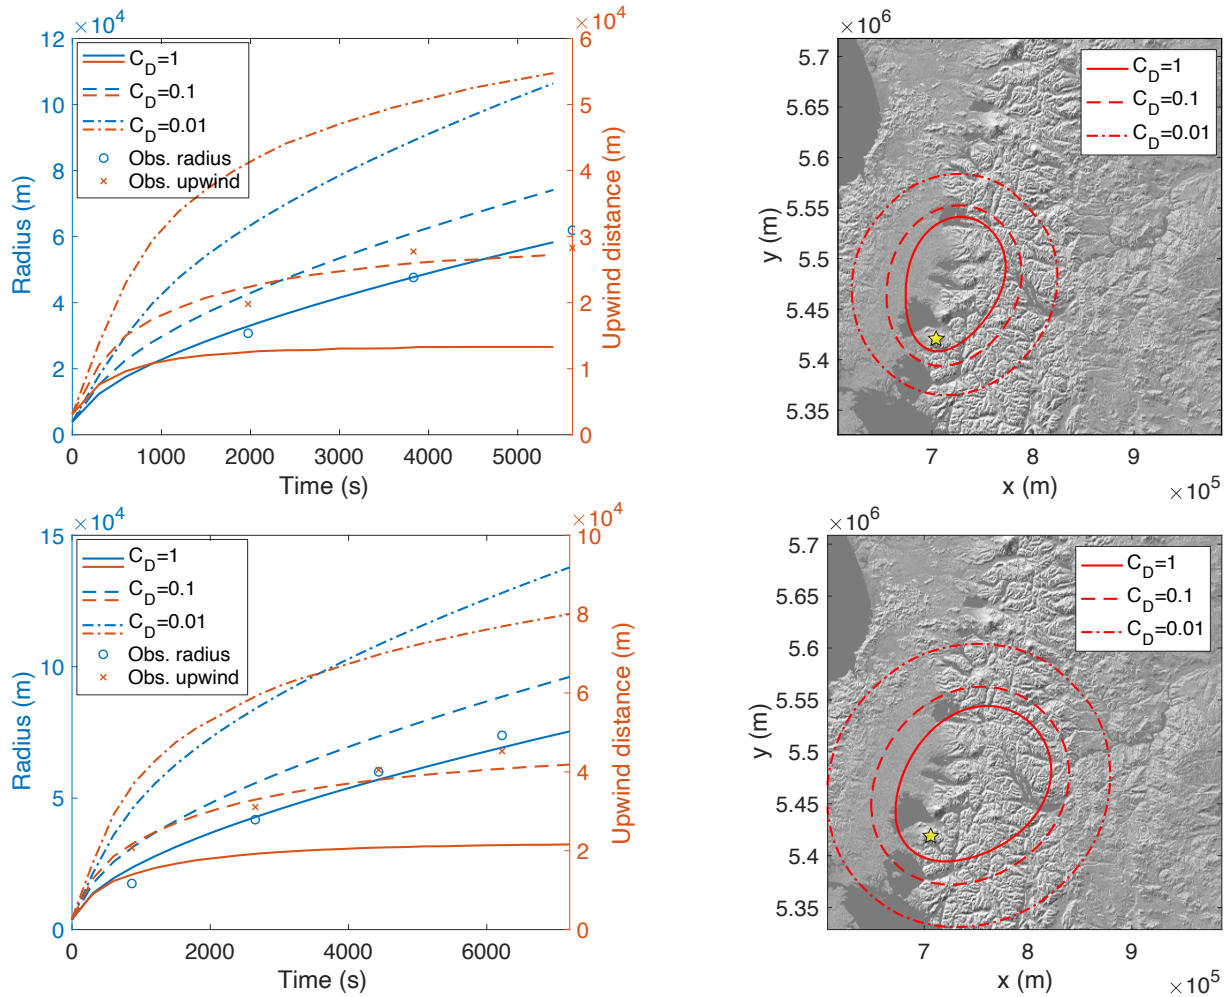 ×10⁴
×10⁴
12
10
8
6
4
2
0
6
5
4
3
2
1
0
C_D=1
C_D=0.1
C_D=0.01
Obs. radius
Obs. upwind
Radius (m)
Upwind distance (m)
0 1000 2000 3000 4000 5000
Time (s)
×10⁶
5.7
5.65
5.6
5.55
5.5
5.45
5.4
5.35
y (m)
C_D=1
C_D=0.1
C_D=0.01
7 8 9
x (m)
×10⁵
×10⁴
×10⁴
15
10
5
0
10
8
6
4
2
0
C_D=1
C_D=0.1
C_D=0.01
Obs. radius
Obs. upwind
Radius (m)
Upwind distance (m)
0 2000 4000 6000
Time (s)
×10⁶
5.7
5.65
5.6
5.55
5.5
5.45
5.4
5.35
y (m)
C_D=1
C_D=0.1
C_D=0.01
7 8 9
x (m)
×10⁵